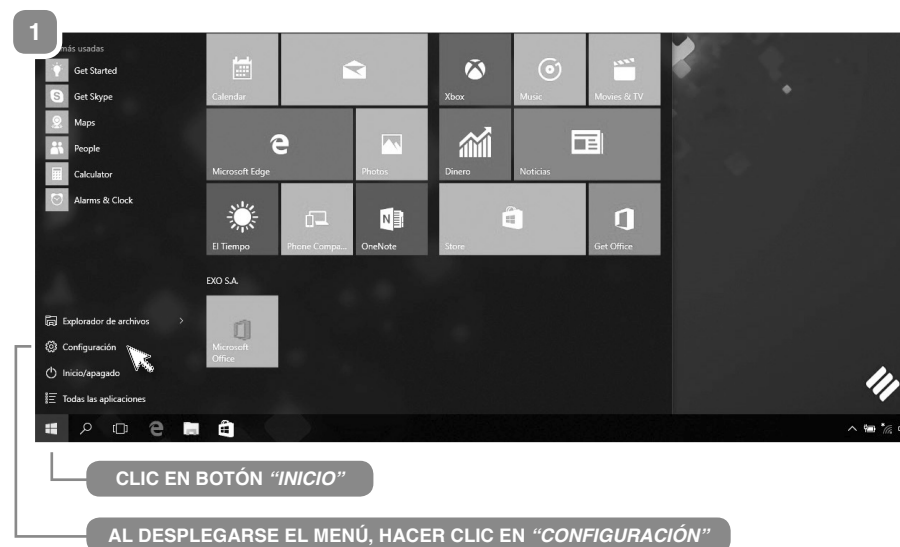 1
más usadas
Get Started
Get Skype
Maps
People
Calculator
Alarms & Clock
Explorador de archivos
Configuración
Inicio/apagado
Todas las aplicaciones
Calendar
Xbox
Music
Movies & TV
Microsoft Edge
Photos
Dinero
Noticias
El Tiempo
Phone Compa...
OneNote
Store
Get Office
EXO S.A.
Microsoft
Office
CLIC EN BOTÓN “INICIO”
AL DESPLEGARSE EL MENÚ, HACER CLIC EN “CONFIGURACIÓN”